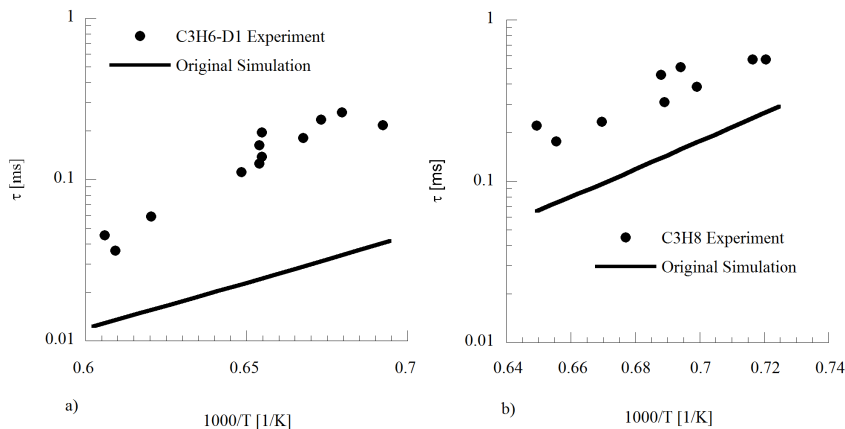 1
C3H6-D1 Experiment
Original Simulation
0.1
τ [ms]
0.01
0.6
0.65
0.7
a)
1000/T [1/K]
1
0.1
τ [ms]
C3H8 Experiment
Original Simulation
0.01
0.64
0.66
0.68
0.7
0.72
0.74
b)
1000/T [1/K]